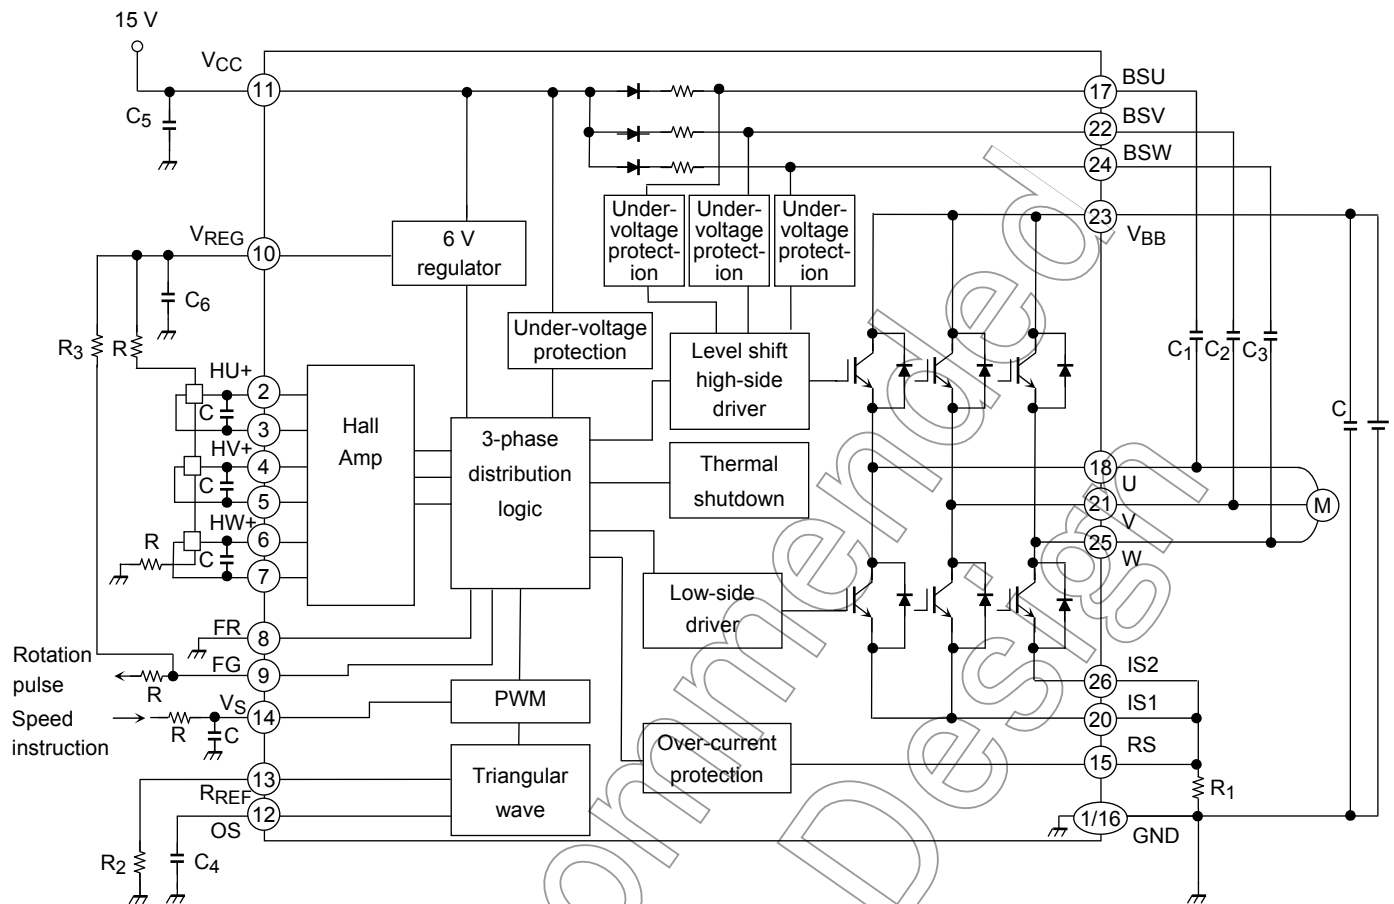 15 V
VCC
11
C5
BSU
17
BSV
22
BSW
24
Under-
voltage
protect-
ion
Under-
voltage
protect-
ion
Under-
voltage
protect-
ion
23
VBB
VREG
10
6 V
regulator
C6
R3
R
Under-voltage
protection
Level shift
high-side
driver
C1
C2
C3
C
HU+
2
C
3
HV+
4
C
5
HW+
6
R
C
7
Hall
Amp
3-phase
distribution
logic
Thermal
shutdown
18
U
21
V
25
W
M
Low-side
driver
FR
8
Rotation
pulse
R
FG
9
Speed
instruction
R
C
VS
14
PWM
26
IS2
20
IS1
15
RS
Over-current
protection
R1
13
RREF
12
OS
Triangular
wave
R2
C4
1/16
GND
ommended
Design